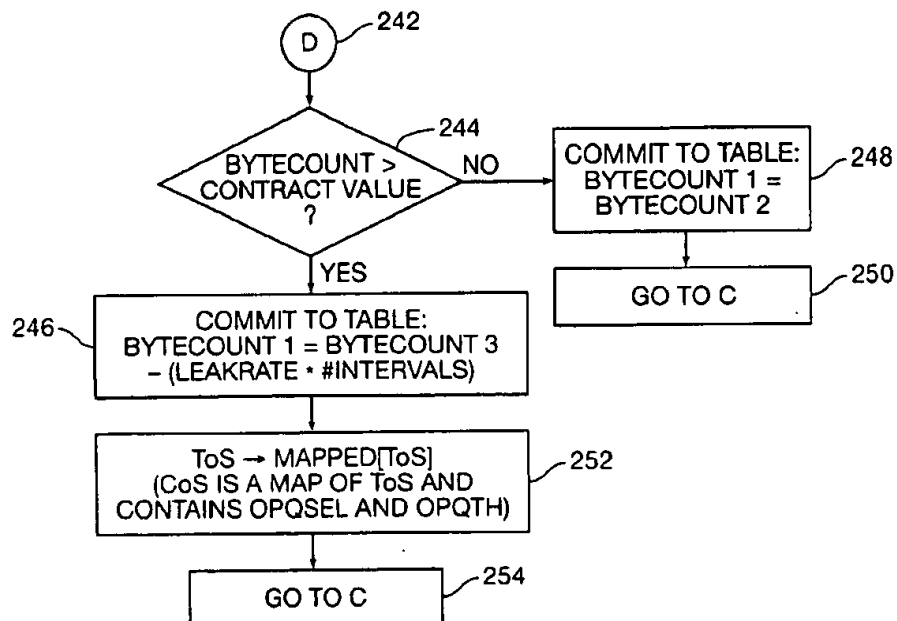 D
242
244
BYTECOUNT >
CONTRACT VALUE
?
NO
COMMIT TO TABLE:
BYTECOUNT 1 =
BYTECOUNT 2
248
YES
GO TO C
250
246
COMMIT TO TABLE:
BYTECOUNT 1 = BYTECOUNT 3
– (LEAKRATE * #INTERVALS)
ToS → MAPPED[ToS]
(CoS IS A MAP OF ToS AND
CONTAINS OPQSEL AND OPQTH)
252
GO TO C
254